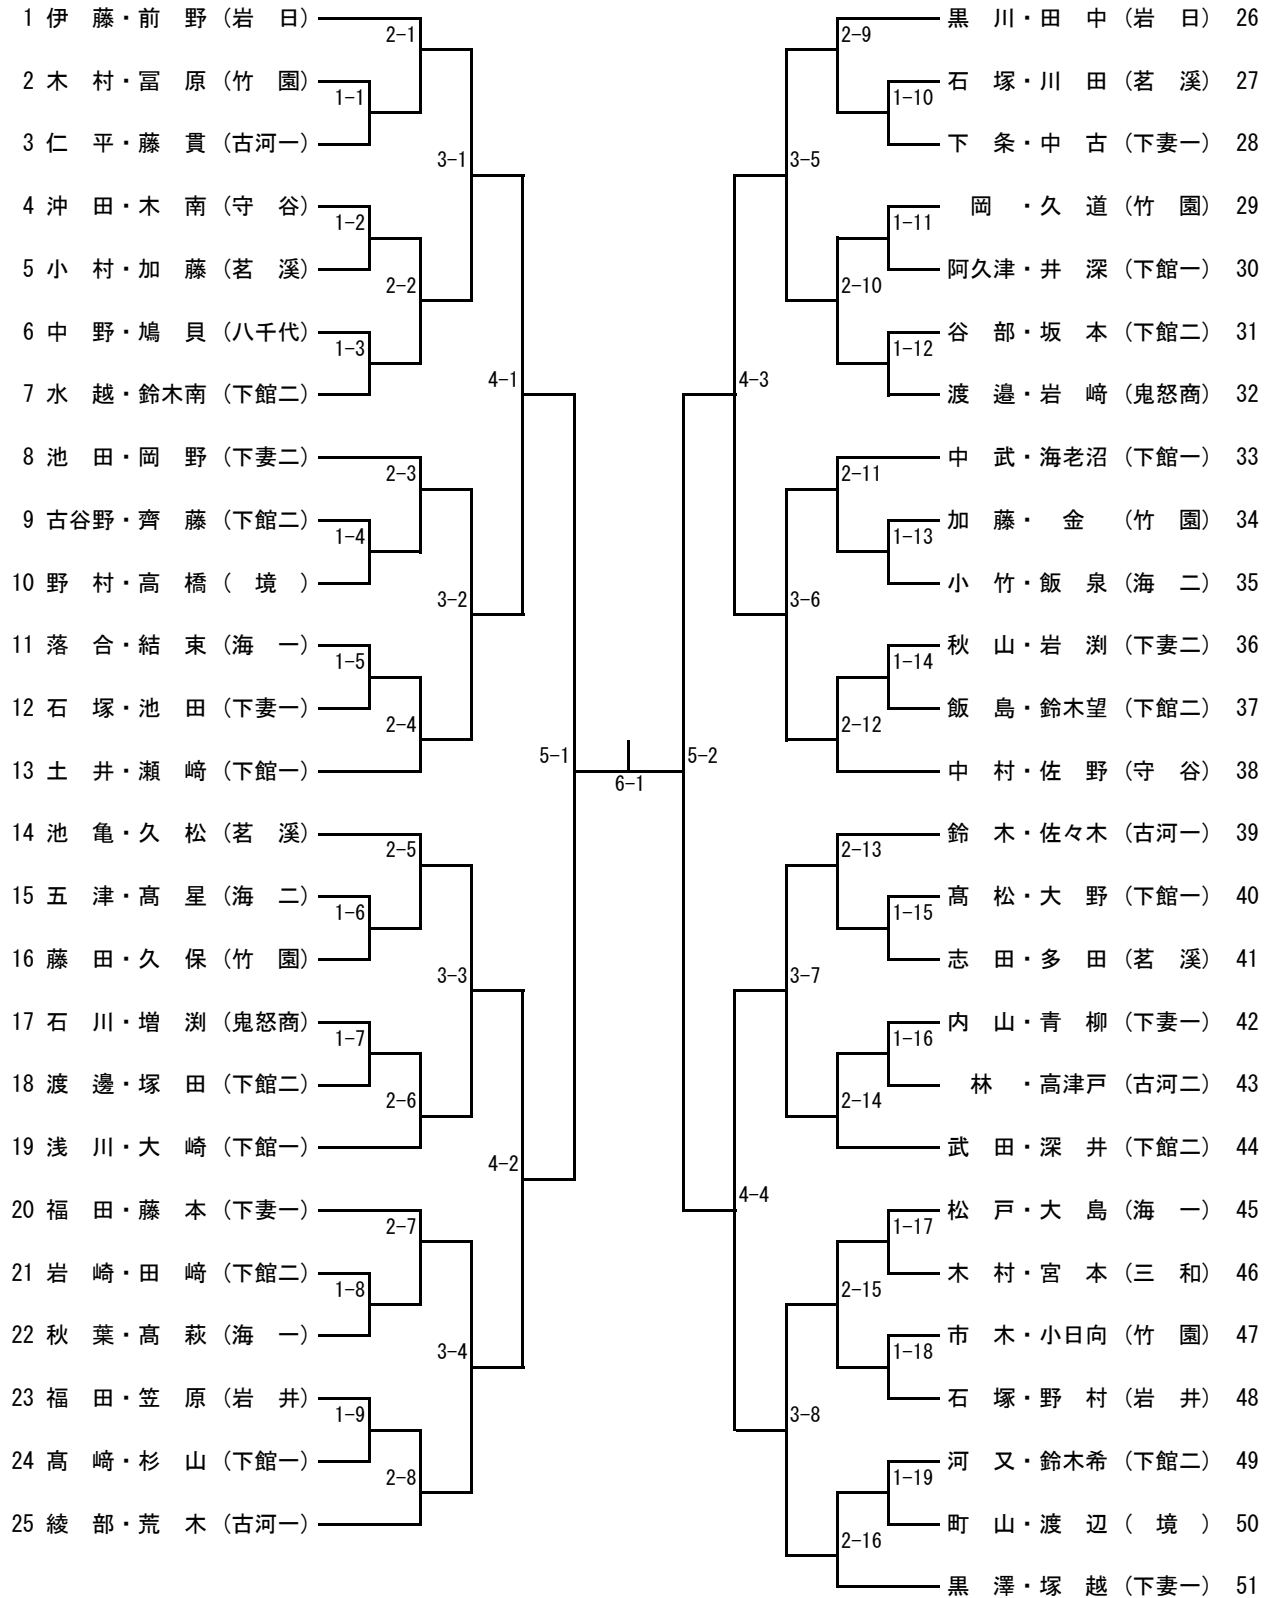 1 伊　藤・前　野 (岩　日)
2-1
2 木　村・冨　原 (竹　園)
1-1
3 仁　平・藤　貫 (古河一)
3-1
4 沖　田・木　南 (守　谷)
1-2
5 小　村・加　藤 (茗　溪)
2-2
6 中　野・鳩　貝 (八千代)
1-3
7 水　越・鈴木南 (下館二)
4-1
8 池　田・岡　野 (下妻二)
2-3
9 古谷野・齊　藤 (下館二)
1-4
10 野　村・高　橋 (　境　)
3-2
11 落　合・結　束 (海　一)
1-5
12 石　塚・池　田 (下妻一)
2-4
13 土　井・瀬　﨑 (下館一)
5-1
14 池　亀・久　松 (茗　溪)
2-5
15 五　津・髙　星 (海　二)
1-6
16 藤　田・久　保 (竹　園)
3-3
17 石　川・増　渕 (鬼怒商)
1-7
18 渡　邊・塚　田 (下館二)
2-6
19 浅　川・大　崎 (下館一)
4-2
20 福　田・藤　本 (下妻一)
2-7
21 岩　崎・田　﨑 (下館二)
1-8
22 秋　葉・髙　萩 (海　一)
3-4
23 福　田・笠　原 (岩　井)
1-9
24 髙　﨑・杉　山 (下館一)
2-8
25 綾　部・荒　木 (古河一)
6-1
黒　川・田　中 (岩　日) 26
2-9
石　塚・川　田 (茗　溪) 27
1-10
下　条・中　古 (下妻一) 28
3-5
岡　・久　道 (竹　園) 29
1-11
阿久津・井　深 (下館一) 30
2-10
谷　部・坂　本 (下館二) 31
1-12
渡　邉・岩　﨑 (鬼怒商) 32
4-3
中　武・海老沼 (下館一) 33
2-11
加　藤・　金　 (竹　園) 34
1-13
小　竹・飯　泉 (海　二) 35
3-6
秋　山・岩　渕 (下妻二) 36
1-14
飯　島・鈴木望 (下館二) 37
2-12
中　村・佐　野 (守　谷) 38
5-2
鈴　木・佐々木 (古河一) 39
2-13
髙　松・大　野 (下館一) 40
1-15
志　田・多　田 (茗　溪) 41
3-7
内　山・青　柳 (下妻一) 42
1-16
林　・高津戸 (古河二) 43
2-14
武　田・深　井 (下館二) 44
4-4
松　戸・大　島 (海　一) 45
1-17
木　村・宮　本 (三　和) 46
2-15
市　木・小日向 (竹　園) 47
1-18
石　塚・野　村 (岩　井) 48
3-8
河　又・鈴木希 (下館二) 49
1-19
町　山・渡　辺 (　境　) 50
2-16
黒　澤・塚　越 (下妻一) 51